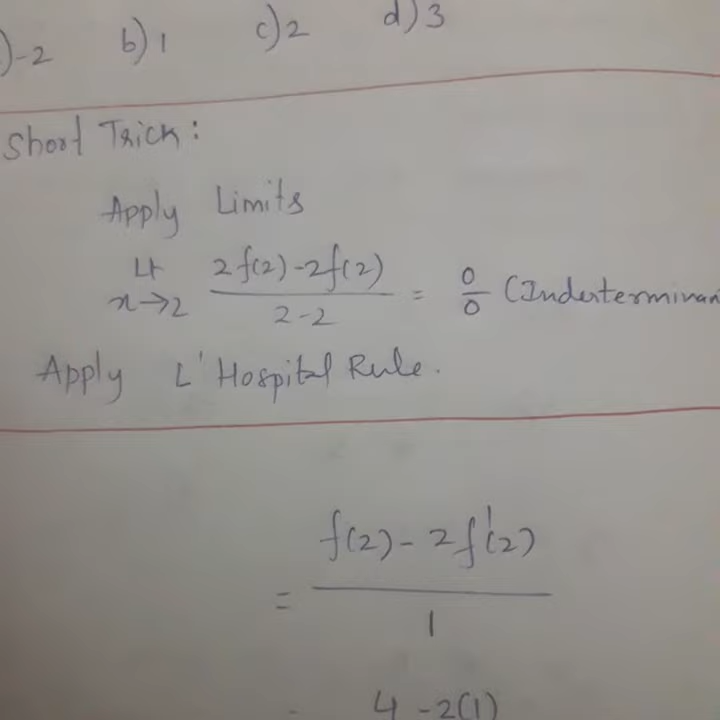 )-2 b) 1 c) 2 d) 3
Short Trick:
Apply Limits
Lt x→2 2f(2)-2f(2) / 2-2 = 0/0 (Indeterminan
Apply L' Hospital Rule.
= f(2) - 2f'(2) / 1
4 - 2(1)